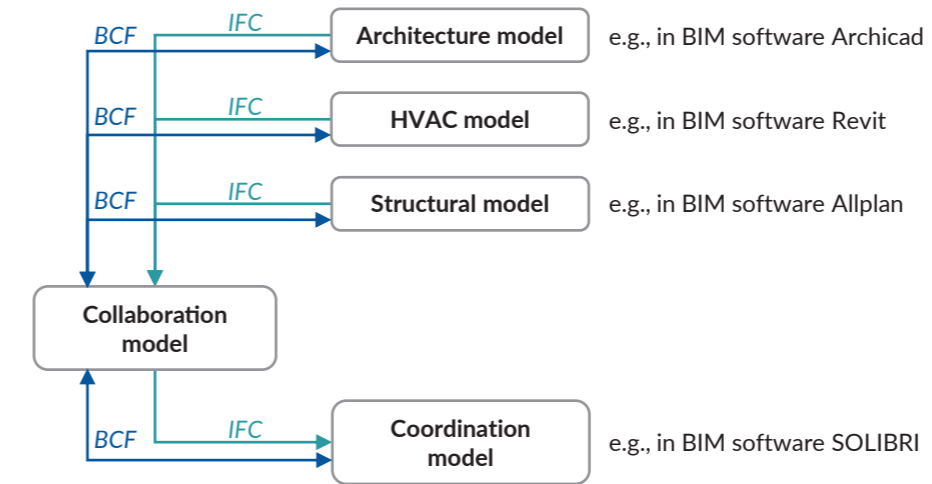 BCF
IFC
Architecture model
e.g., in BIM software Archicad
BCF
IFC
HVAC model
e.g., in BIM software Revit
BCF
IFC
Structural model
e.g., in BIM software Allplan
Collaboration
model
BCF
IFC
Coordination
model
e.g., in BIM software SOLIBRI